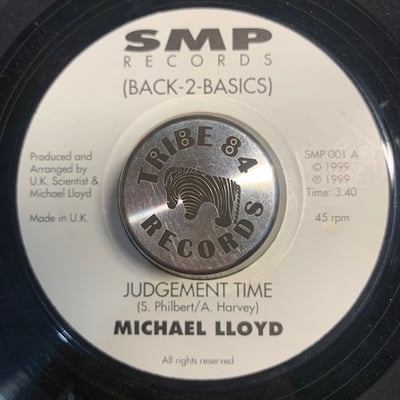 SMP
RECORDS
(BACK-2-BASICS)
Produced and
Arranged by
U.K. Scientist &
Michael Lloyd
Made in U.K.
SMP 001 A
© 1999
℗ 1999
Time: 3.40
45 rpm
TRIBE 84
RECORDS
JUDGEMENT TIME
(S. Philbert/A. Harvey)
MICHAEL LLOYD
All rights reserved